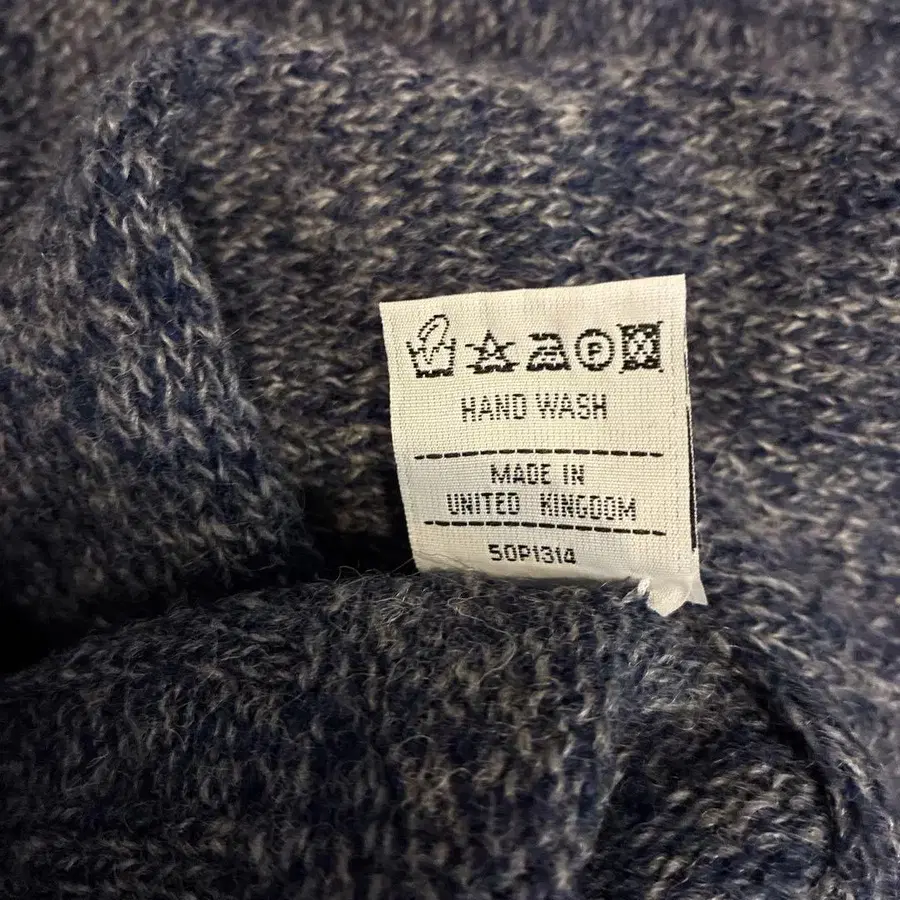 P
HAND WASH
MADE IN
UNITED KINGDOM
50P1314